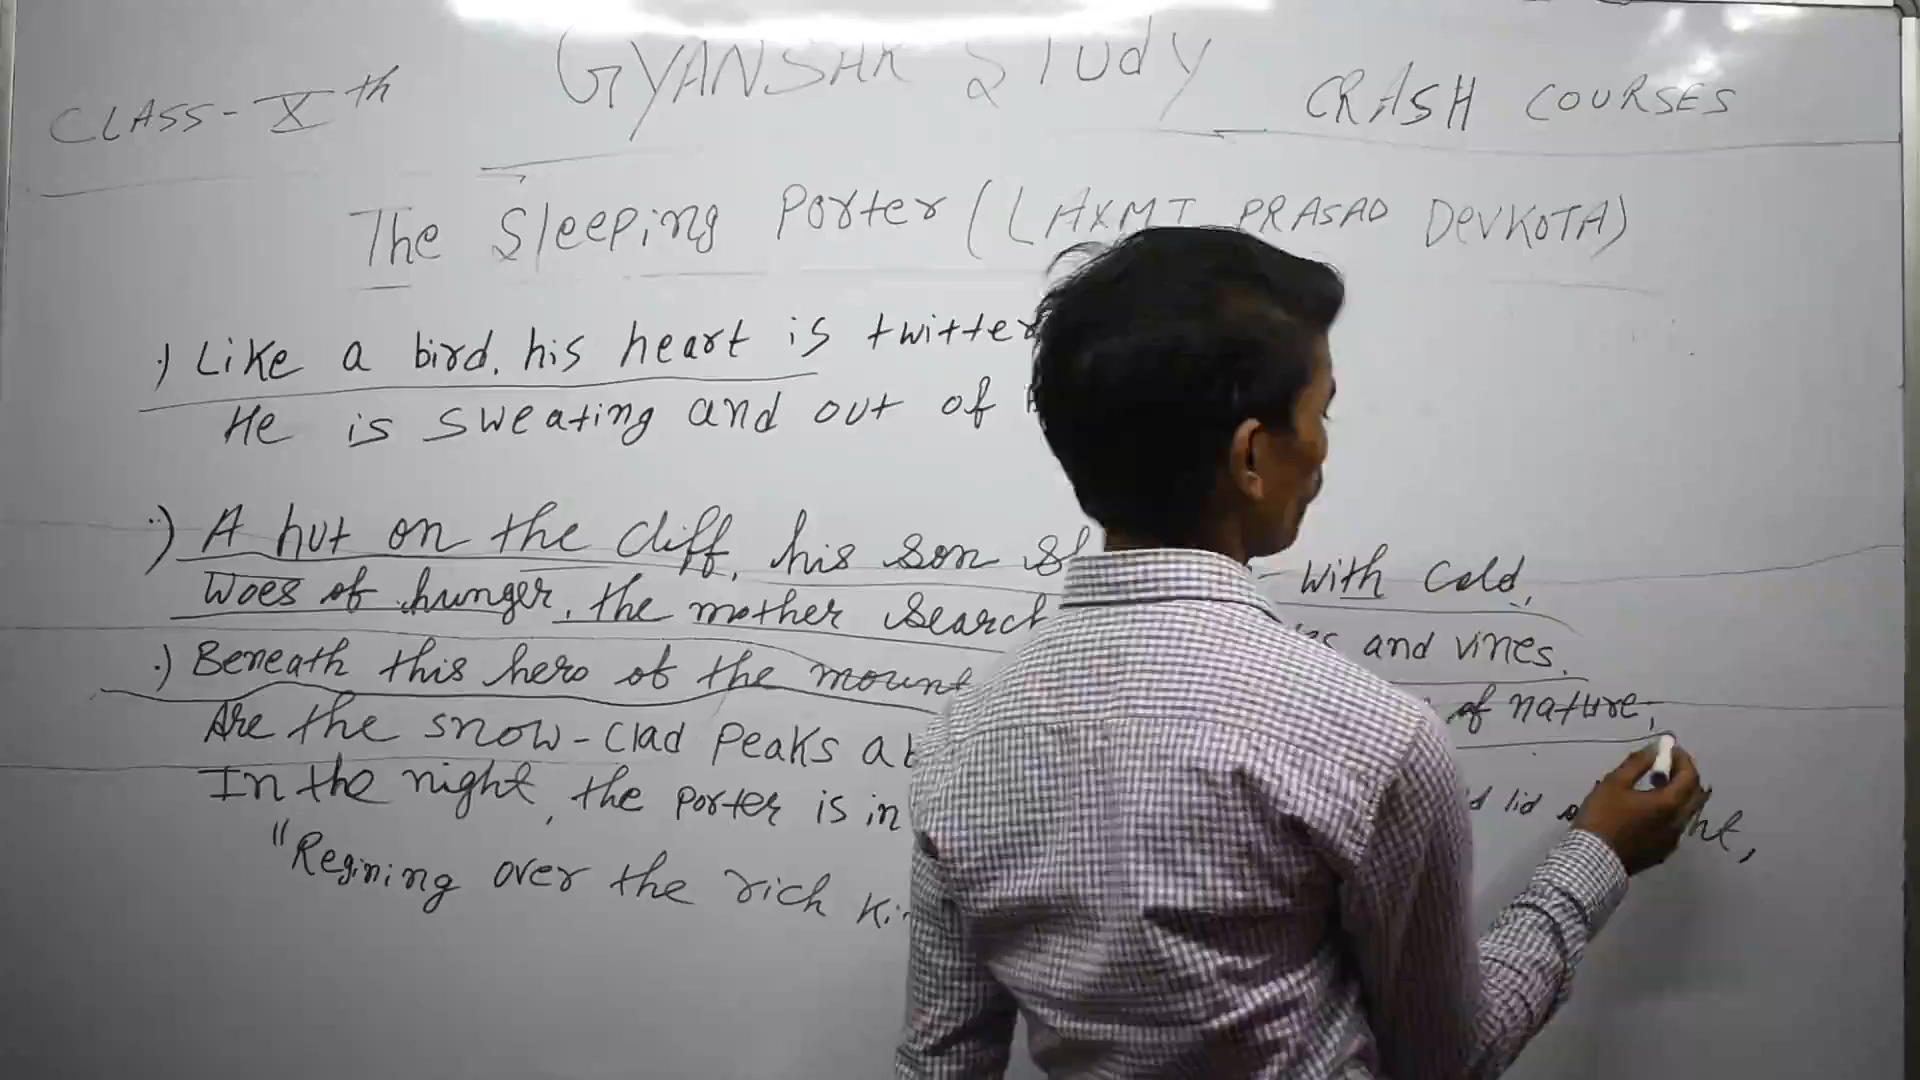 GYANSHA Study
CLASS-Xth CRASH COURSES
The Sleeping Porter (LAXMI PRASAD DEVKOTA)
Like a bird, his heart is twitter
He is sweating and out of
A hut on the cliff, his son with cold,
Woes of hunger, the mother search and vines.
Beneath this hero of the mount of nature,
Are the snow-clad peaks
In the night, the porter is in lid
"Regining over the rich